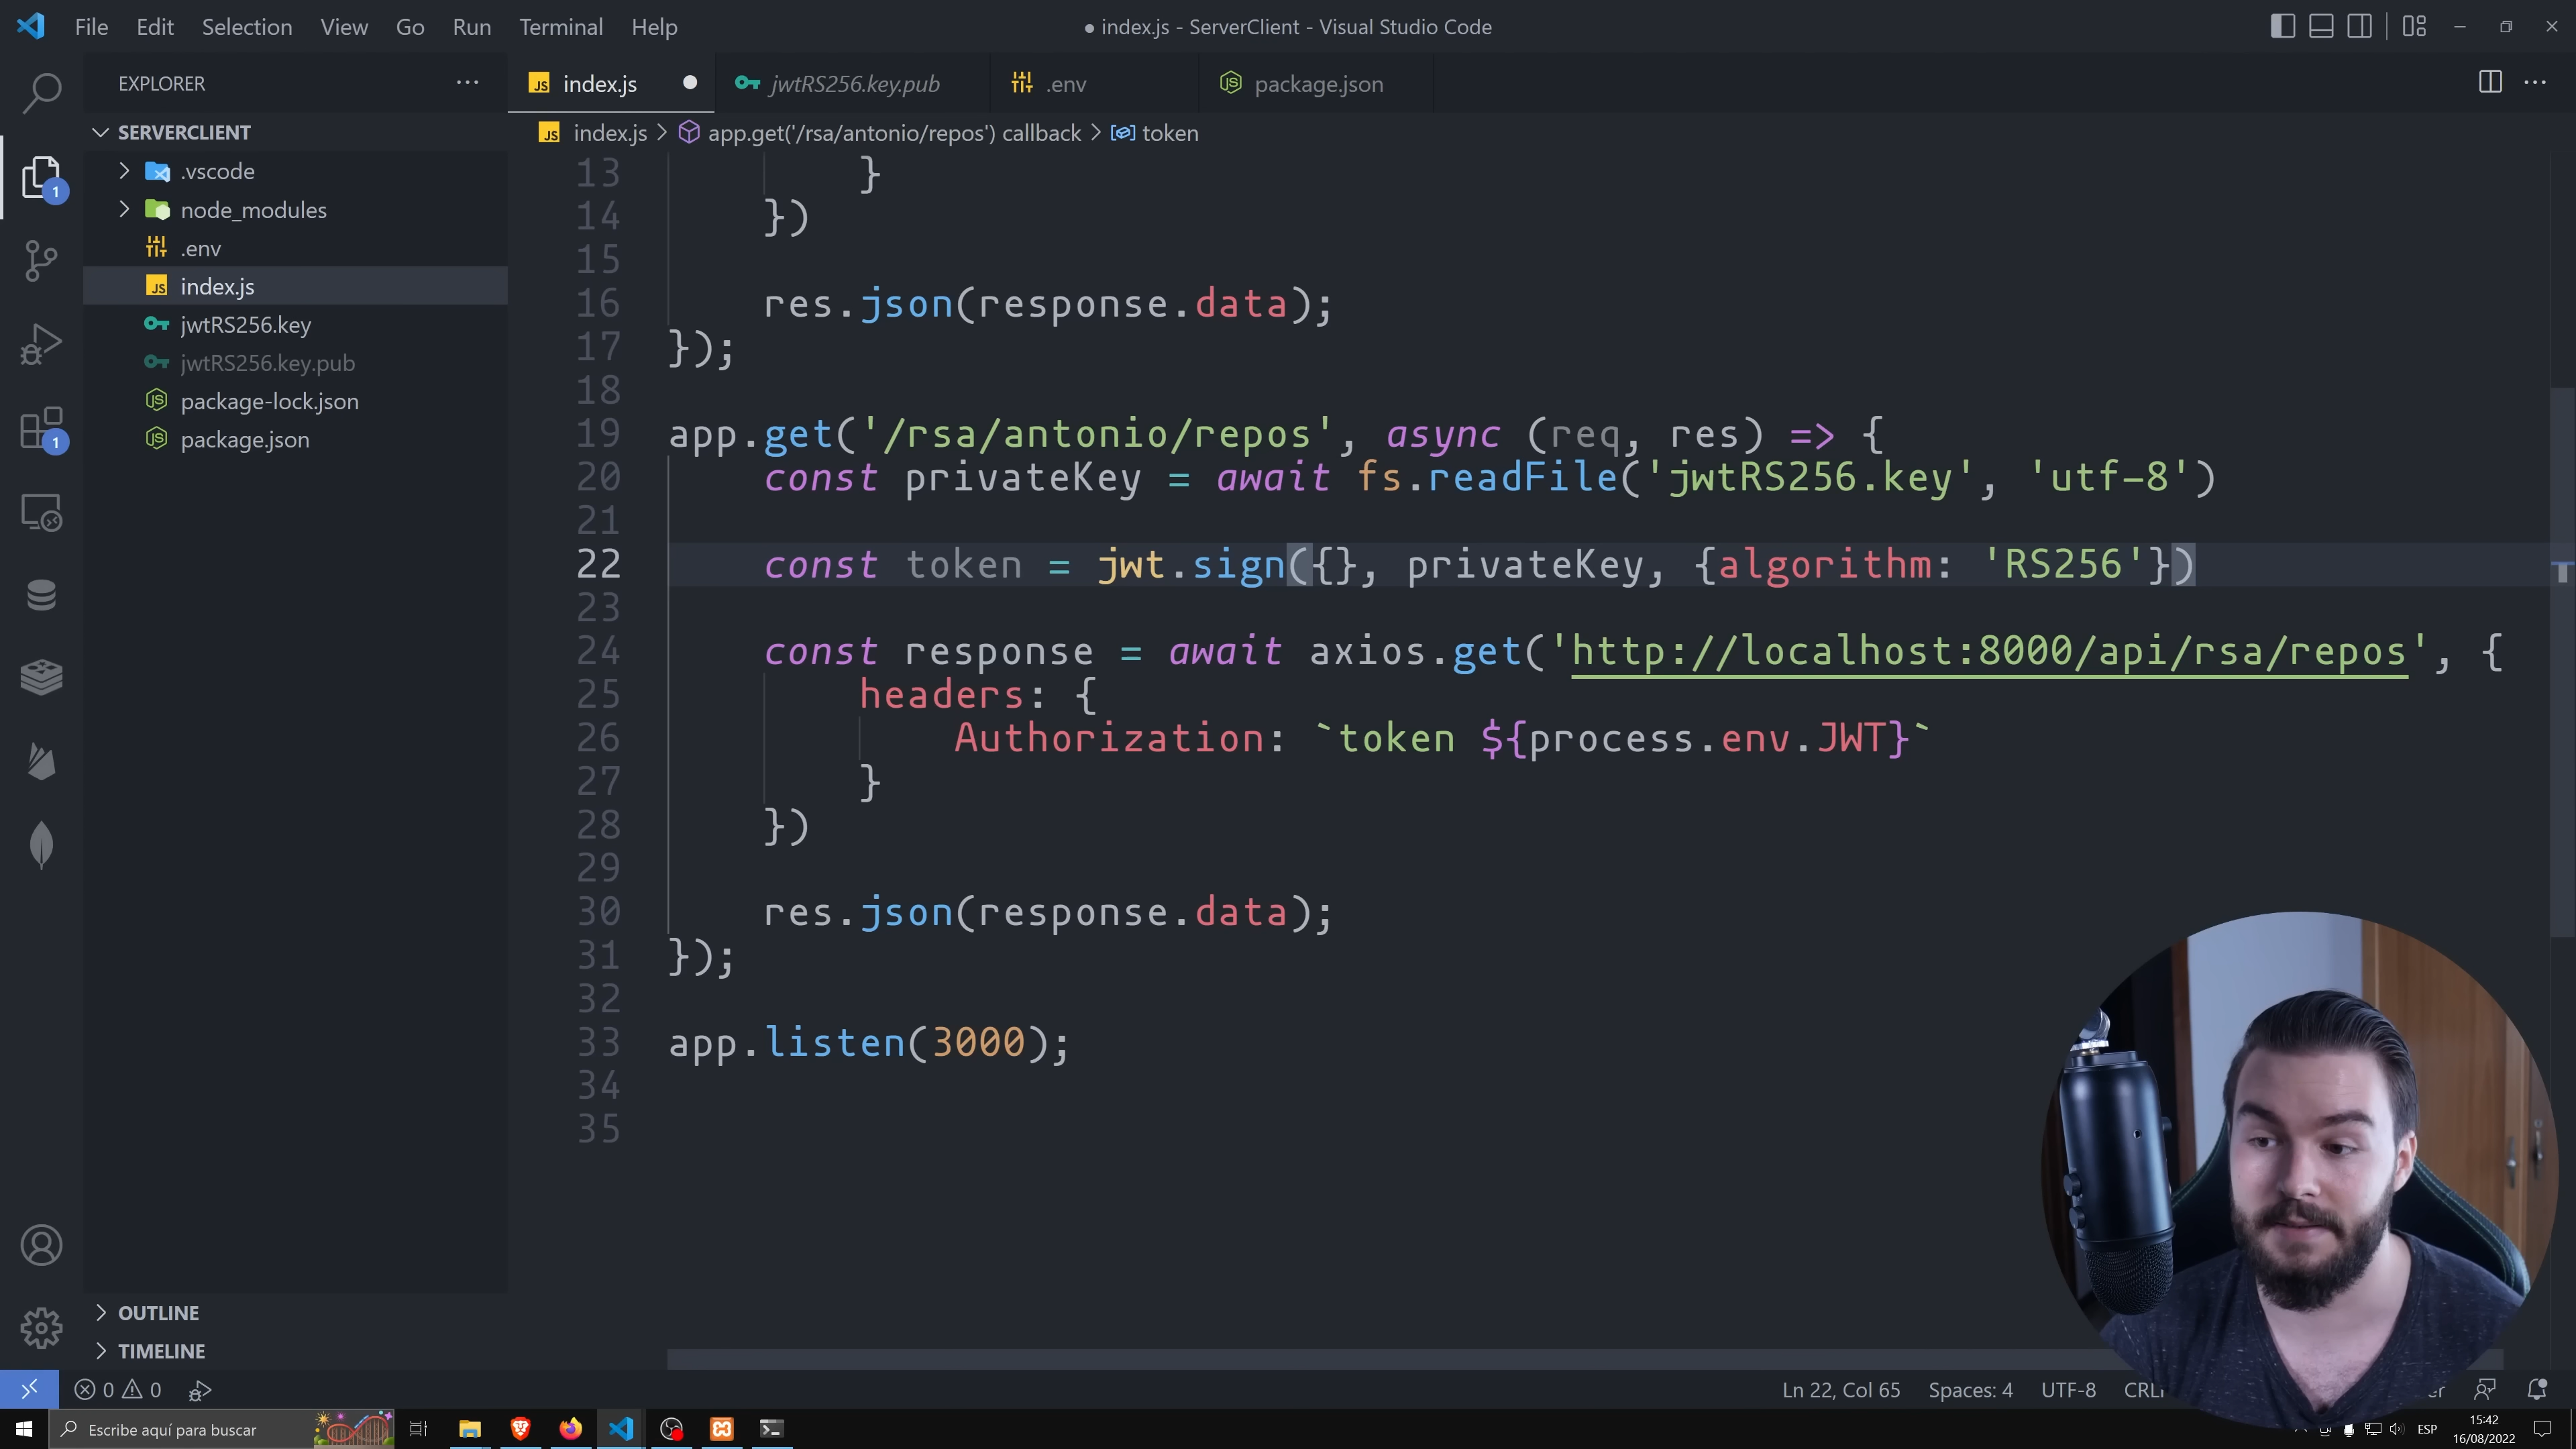 File Edit Selection View Go Run Terminal Help
● index.js - ServerClient - Visual Studio Code
EXPLORER
index.js
jwtRS256.key.pub
.env
package.json
SERVERCLIENT
index.js > app.get('/rsa/antonio/repos') callback > token
.vscode
node_modules
.env
index.js
jwtRS256.key
jwtRS256.key.pub
package-lock.json
package.json
1
1
13 }
14 })
15
16 res.json(response.data);
17 });
18
19 app.get('/rsa/antonio/repos', async (req, res) => {
20 const privateKey = await fs.readFile('jwtRS256.key', 'utf-8')
21
22 const token = jwt.sign({}, privateKey, {algorithm: 'RS256'})
23
24 const response = await axios.get('http://localhost:8000/api/rsa/repos', {
25 headers: {
26 Authorization: `token ${process.env.JWT}`
27 }
28 })
29
30 res.json(response.data);
31 });
32
33 app.listen(3000);
34
35
OUTLINE
TIMELINE
0 0
Ln 22, Col 65 Spaces: 4 UTF-8
Escribe aquí para buscar
ESP
15:42
16/08/2022